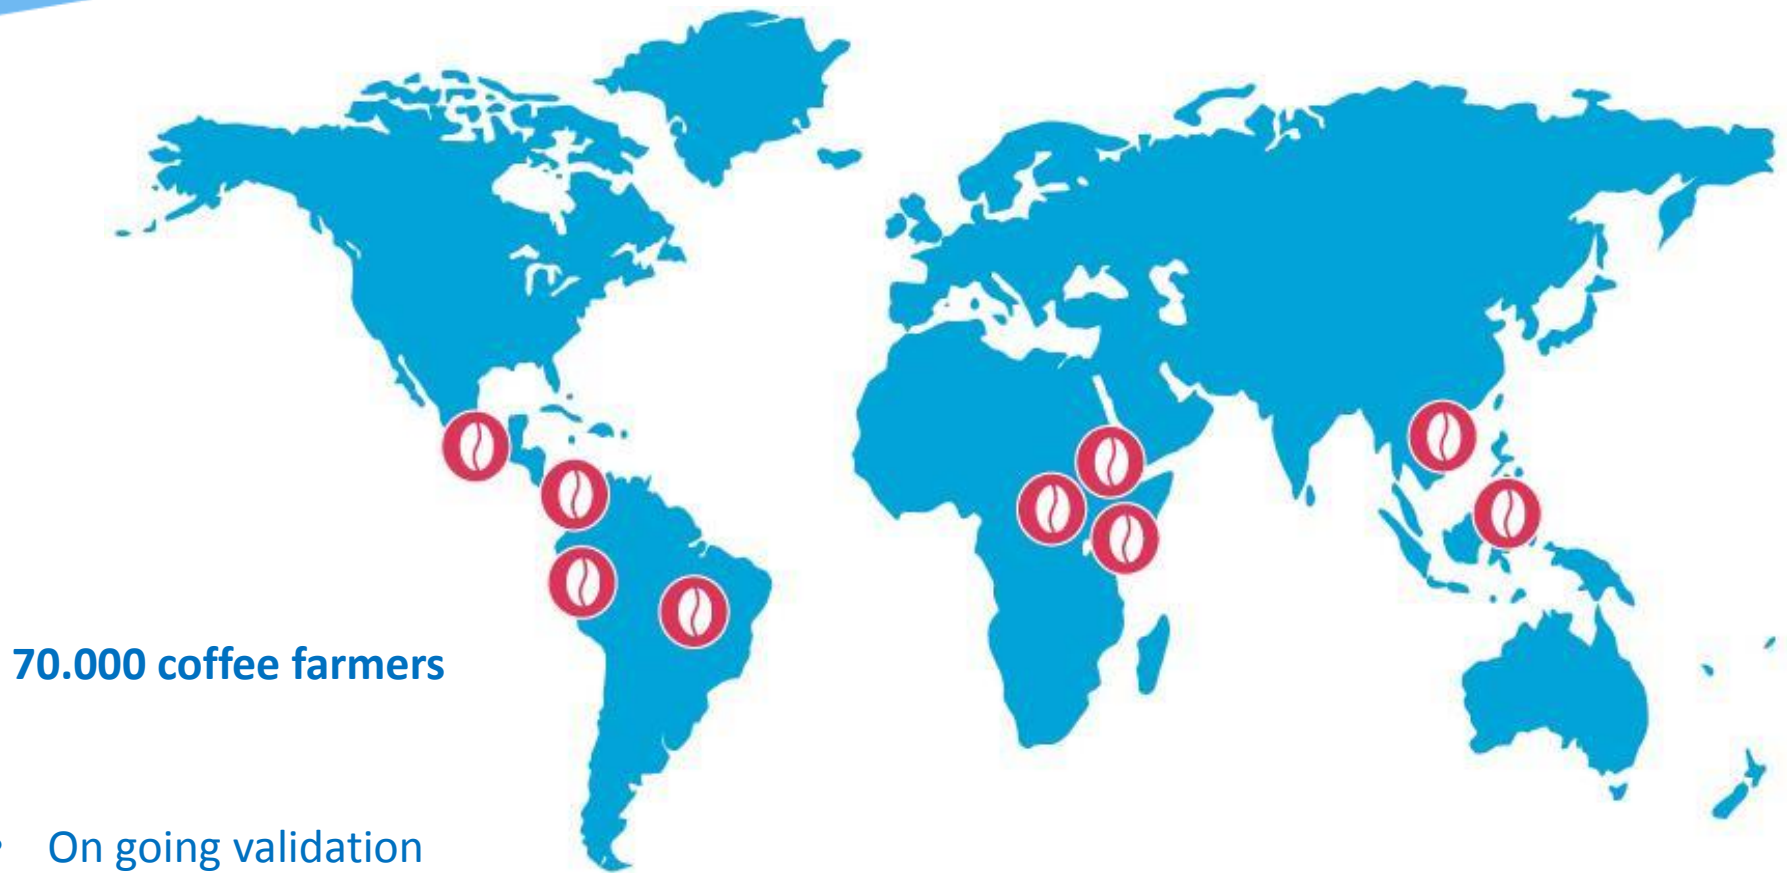 70.000 coffee farmers
• On going validation